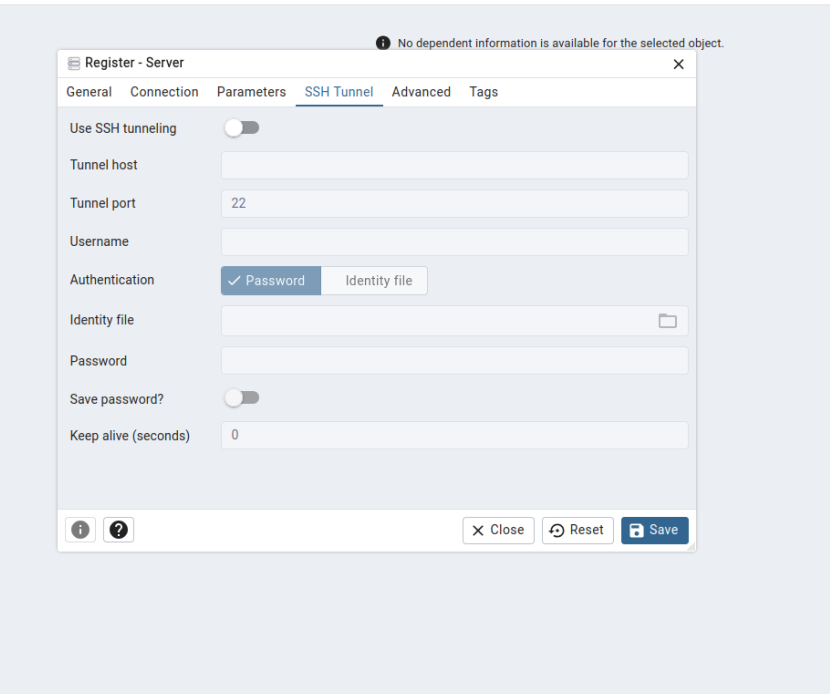 No dependent information is available for the selected object.
Register - Server
General Connection Parameters SSH Tunnel Advanced Tags
Use SSH tunneling
Tunnel host
Tunnel port 22
Username
Authentication Password Identity file
Identity file
Password
Save password?
Keep alive (seconds) 0
Close Reset Save